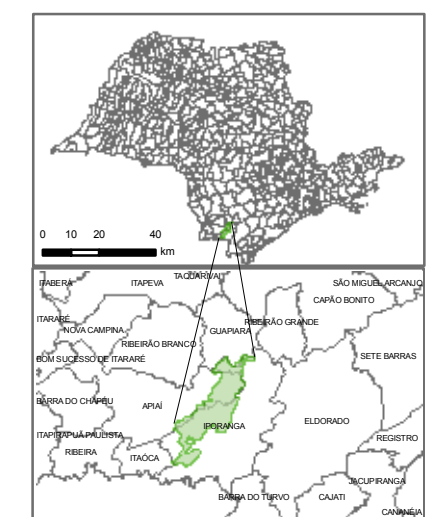 0 10 20 40
km
TAQUARIVAÍ
ITABERÁ ITAPEVA SÃO MIGUEL ARCANJO
CAPÃO BONITO
ITARARÉ
NOVA CAMPINA GUAPIARA RIBEIRÃO GRANDE
RIBEIRÃO BRANCO
BOM SUCESSO DE ITARARÉ SETE BARRAS
BARRA DO CHAPÉU APIAÍ
IPORANGA ELDORADO
ITAPIRAPUÃ PAULISTA REGISTRO
RIBEIRA ITAÓCA
JACUPIRANGA
BARRA DO TURVO CAJATI
CANANÉIA